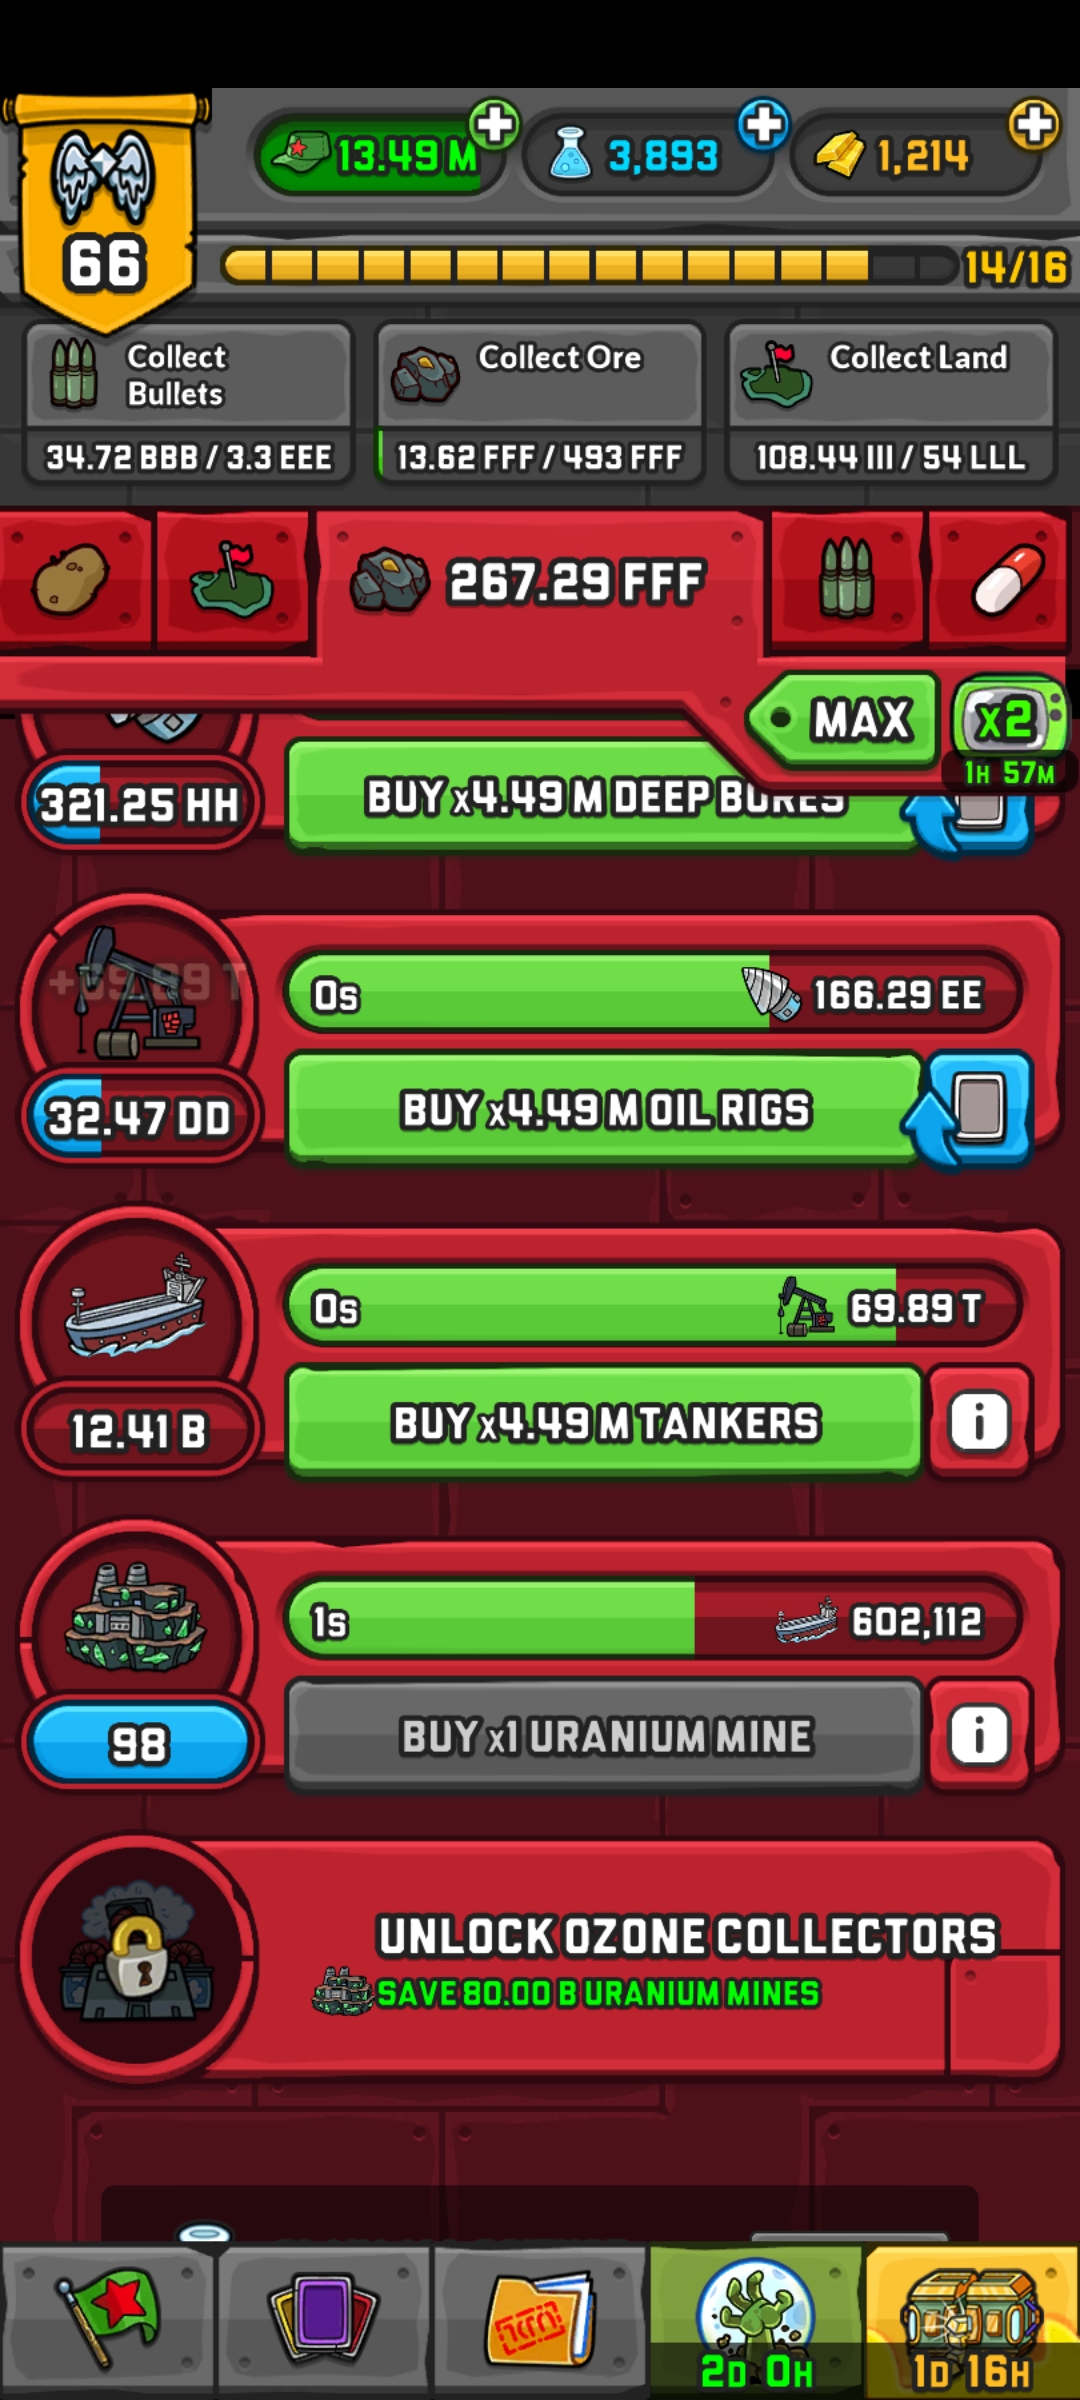 13.49 M
3,893
1,214
66
14/16
Collect
Bullets
Collect Ore
Collect Land
34.72 BBB / 3.3 EEE
13.62 FFF / 493 FFF
108.44 III / 54 LLL
267.29 FFF
MAX
x2
1H 57M
321.25 HH
BUY x4.49 M DEEP BORES
+69.89 T
0s
166.29 EE
32.47 DD
BUY x4.49 M OIL RIGS
0s
69.89 T
12.41 B
BUY x4.49 M TANKERS
i
1s
602,112
98
BUY x1 URANIUM MINE
i
UNLOCK OZONE COLLECTORS
SAVE 80.00 B URANIUM MINES
2D 0H
1D 16H